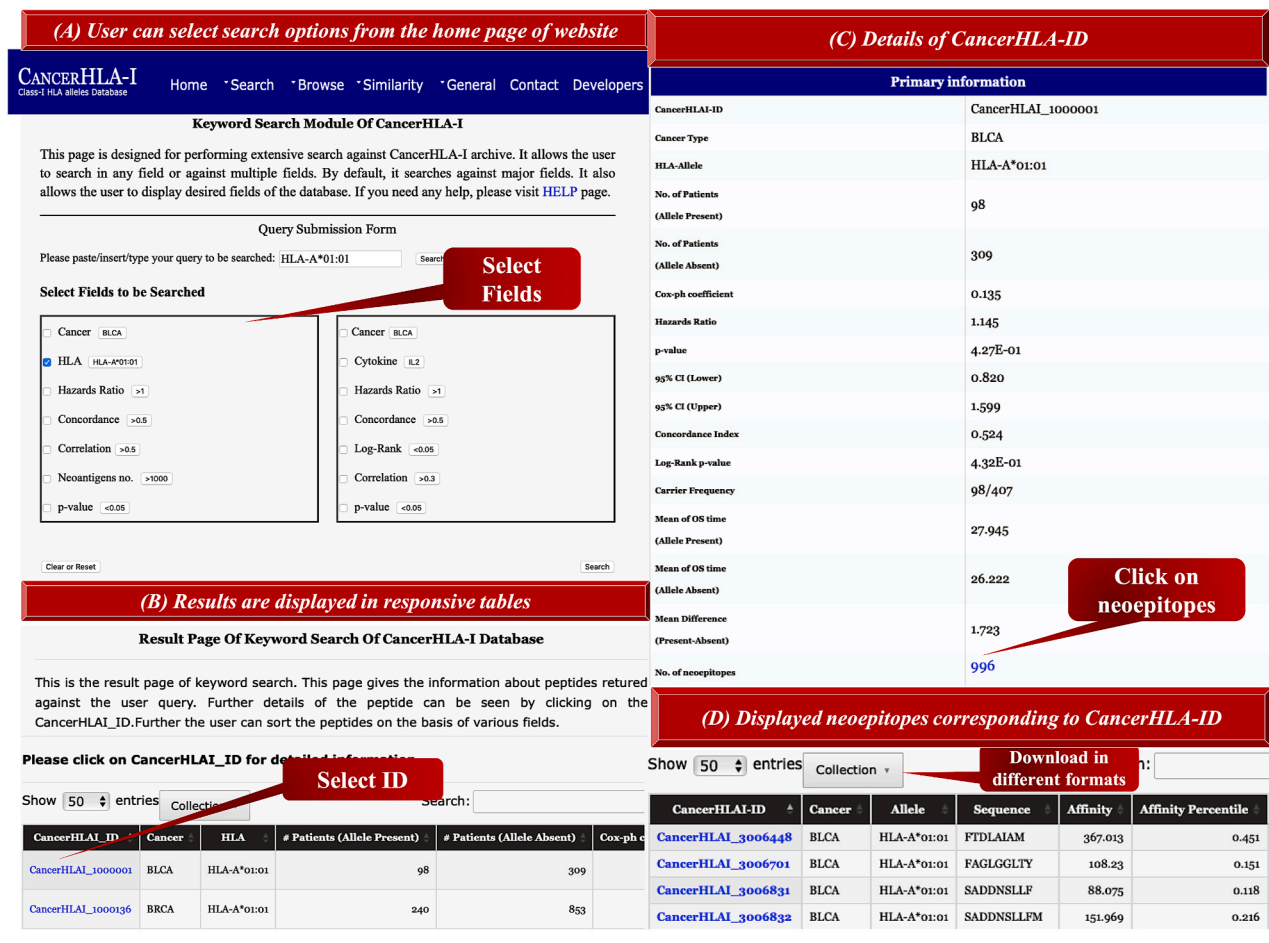 (A) User can select search options from the home page of website
CANCERHLA-I
Class-I HLA alleles Database
Home Search Browse Similarity General Contact Developers
Keyword Search Module Of CancerHLA-I
This page is designed for performing extensive search against CancerHLA-I archive. It allows the user
to search in any field or against multiple fields. By default, it searches against major fields. It also
allows the user to display desired fields of the database. If you need any help, please visit HELP page.
Query Submission Form
Please paste/insert/type your query to be searched: HLA-A*01:01
Select
Fields
Select Fields to be Searched
Cancer BLCA
HLA HLA-A*01:01
Hazards Ratio >1
Concordance >0.5
Correlation >0.5
Neoantigens no. >1000
p-value <0.05
Cancer BLCA
Cytokine IL2
Hazards Ratio >1
Concordance >0.5
Log-Rank <0.05
Correlation >0.3
p-value <0.05
Clear or Reset Search
(B) Results are displayed in responsive tables
Result Page Of Keyword Search Of CancerHLA-I Database
This is the result page of keyword search. This page gives the information about peptides retured
against the user query. Further details of the peptide can be seen by clicking on the
CancerHLAI_ID.Further the user can sort the peptides on the basis of various fields.
Please click on CancerHLAI_ID for detailed information
Select ID
Show 50 entries Search:
CancerHLAI_ID Cancer HLA # Patients (Allele Present) # Patients (Allele Absent) Cox-ph c
CancerHLAI_1000001 BLCA HLA-A*01:01 98 309
CancerHLAI_1000136 BRCA HLA-A*01:01 240 853
(C) Details of CancerHLA-ID
Primary information
CancerHLAI-ID CancerHLAI_1000001
Cancer Type BLCA
HLA-Allele HLA-A*01:01
No. of Patients
(Allele Present)
98
No. of Patients
(Allele Absent)
309
Cox-ph coefficient 0.135
Hazards Ratio 1.145
p-value 4.27E-01
95% CI (Lower) 0.820
95% CI (Upper) 1.599
Concordance Index 0.524
Log-Rank p-value 4.32E-01
Carrier Frequency 98/407
Mean of OS time
(Allele Present)
27.945
Mean of OS time
(Allele Absent)
26.222
Click on
neoepitopes
Mean Difference
(Present-Absent)
1.723
No. of neoepitopes 996
(D) Displayed neoepitopes corresponding to CancerHLA-ID
Show 50 entries Collection
Download in
different formats
CancerHLAI-ID Cancer Allele Sequence Affinity Affinity Percentile
CancerHLAI_3006448 BLCA HLA-A*01:01 FTDLAIAM 367.013 0.451
CancerHLAI_3006701 BLCA HLA-A*01:01 FAGLGGLTY 108.23 0.151
CancerHLAI_3006831 BLCA HLA-A*01:01 SADDNSLLF 88.075 0.118
CancerHLAI_3006832 BLCA HLA-A*01:01 SADDNSLLFM 151.969 0.216